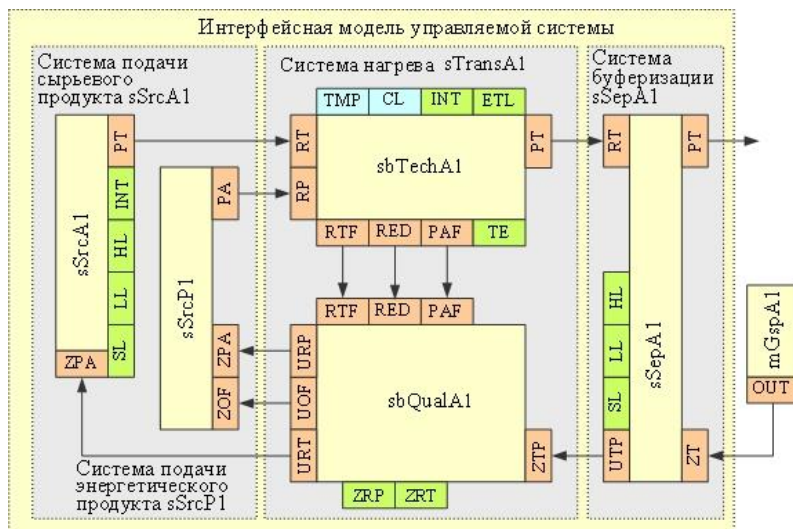 Интерфейсная модель управляемой системы
Система подачи
сырьевого
продукта sSrcA1
Система нагрева sTransA1
Система
буферизации
sSepA1
TMP
CL
INT
ETL
PT
RT
RP
PT
RT
PT
sbTechA1
sSrcA1
INT
HL
LL
SL
ZPA
PA
sSrcP1
ZPA
ZOF
RTF
RED
PAF
TE
RTF
RED
PAF
URP
UOF
URT
sbQualA1
ZTP
ZRP
ZRT
HL
LL
SL
UTP
sSepA1
ZT
mGspA1
OUT
Система подачи
энергетического
продукта sSrcP1